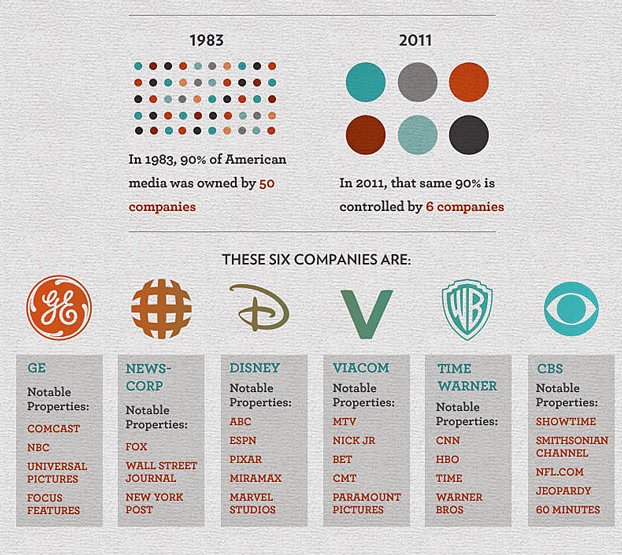 1983
2011
In 1983, 90% of American
media was owned by 50
companies
In 2011, that same 90% is
controlled by 6 companies
THESE SIX COMPANIES ARE:
GE
D
V
WB
GE
Notable
Properties:
COMCAST
NBC
UNIVERSAL
PICTURES
FOCUS
FEATURES
NEWS-
CORP
Notable
Properties:
FOX
WALL STREET
JOURNAL
NEW YORK
POST
DISNEY
Notable
Properties:
ABC
ESPN
PIXAR
MIRAMAX
MARVEL
STUDIOS
VIACOM
Notable
Properties:
MTV
NICK JR
BET
CMT
PARAMOUNT
PICTURES
TIME
WARNER
Notable
Properties:
CNN
HBO
TIME
WARNER
BROS
CBS
Notable
Properties:
SHOWTIME
SMITHSONIAN
CHANNEL
NFL.COM
JEOPARDY
60 MINUTES